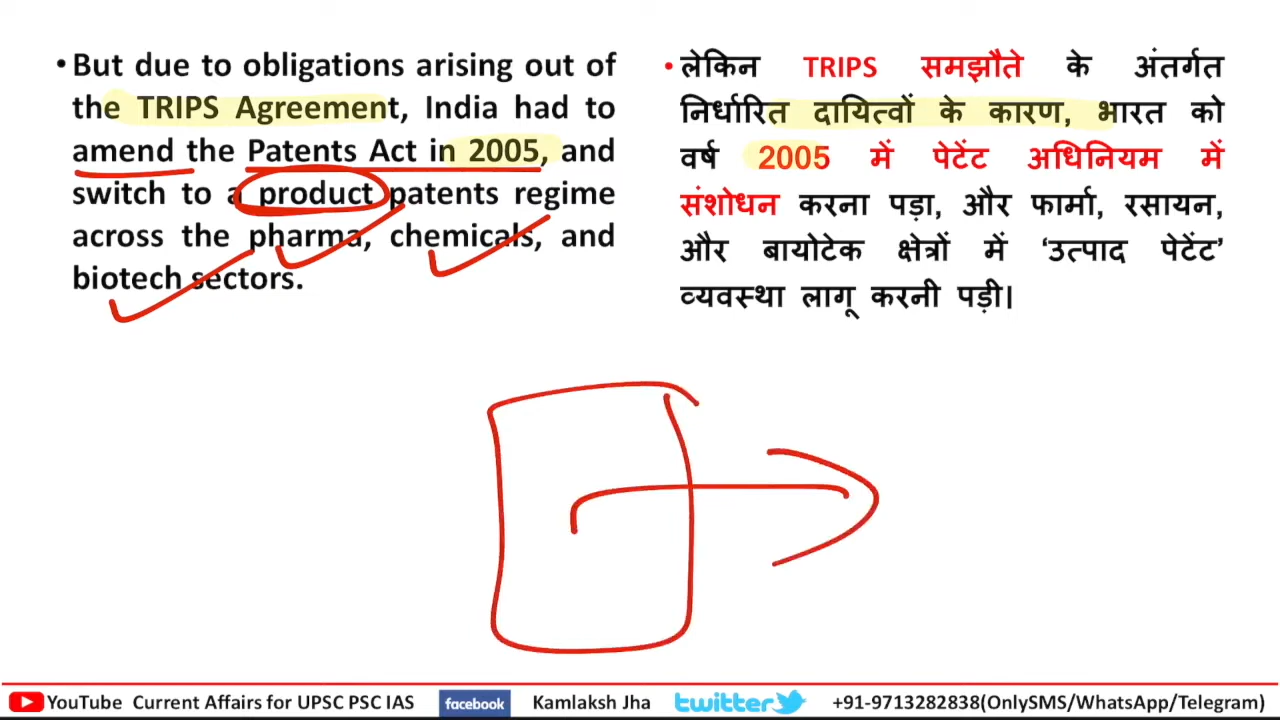 •But due to obligations arising out of
the TRIPS Agreement, India had to
amend the Patents Act in 2005, and
switch to a product patents regime
across the pharma, chemicals, and
biotech sectors.
•लेकिन TRIPS समझौते के अंतर्गत
निर्धारित दायित्वों के कारण, भारत को
वर्ष 2005 में पेटेंट अधिनियम में
संशोधन करना पड़ा, और फार्मा, रसायन,
और बायोटेक क्षेत्रों में ‘उत्पाद पेटेंट’
व्यवस्था लागू करनी पड़ी।
YouTube Current Affairs for UPSC PSC IAS facebook Kamlaksh Jha twitter +91-9713282838(OnlySMS/WhatsApp/Telegram)